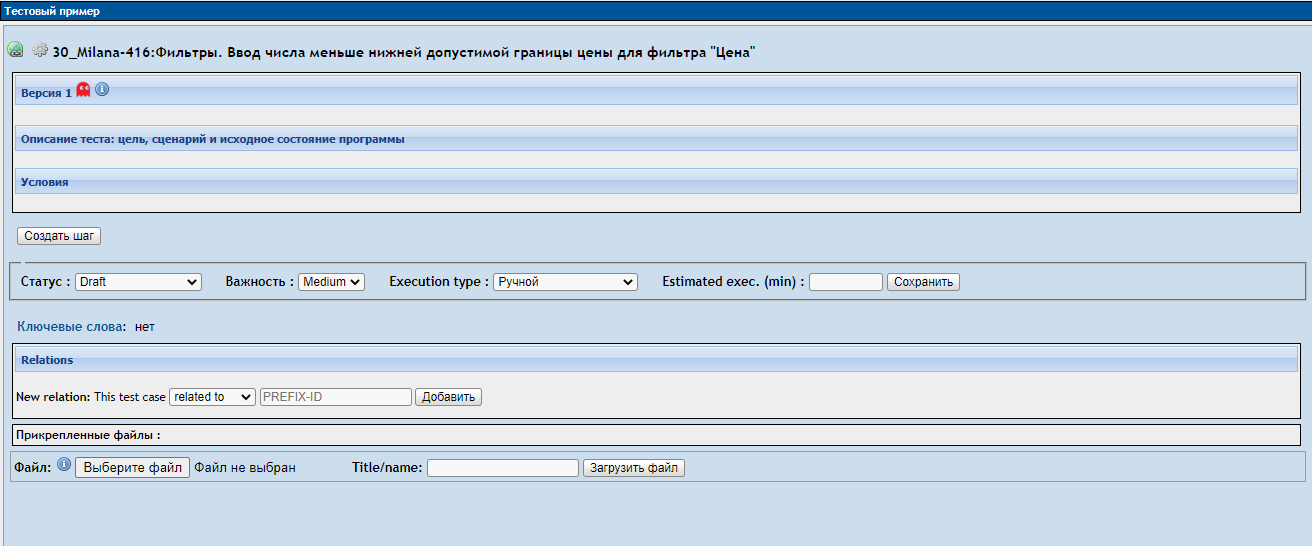 Тестовый пример
30_Milana-416:Фильтры. Ввод числа меньше нижней допустимой границы цены для фильтра "Цена"
Версия 1
Описание теста: цель, сценарий и исходное состояние программы
Условия
Создать шаг
Статус : Draft Важность : Medium Execution type : Ручной Estimated exec. (min) : Сохранить
Ключевые слова: нет
Relations
New relation: This test case related to PREFIX-ID Добавить
Прикрепленные файлы :
Файл: Выберите файл Файл не выбран Title/name: Загрузить файл